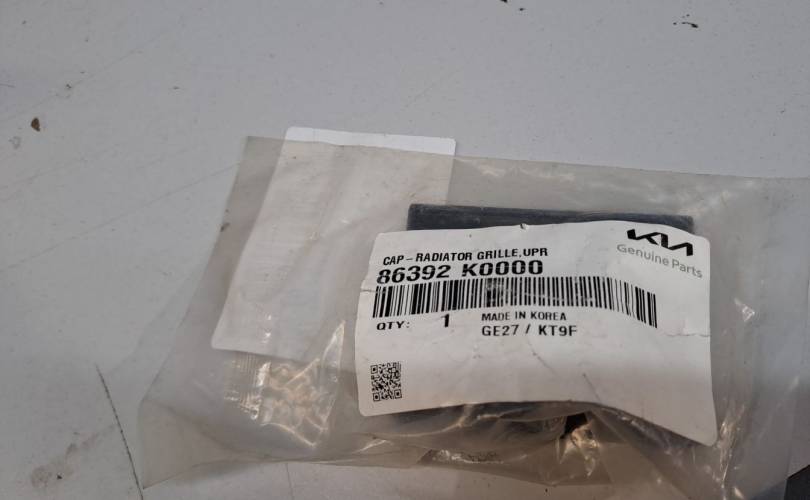 KIA
Genuine Parts
CAP-RADIATOR GRILLE,UPR
86392 K0000
QTY: 1 MADE IN KOREA
GE27 / KT9F